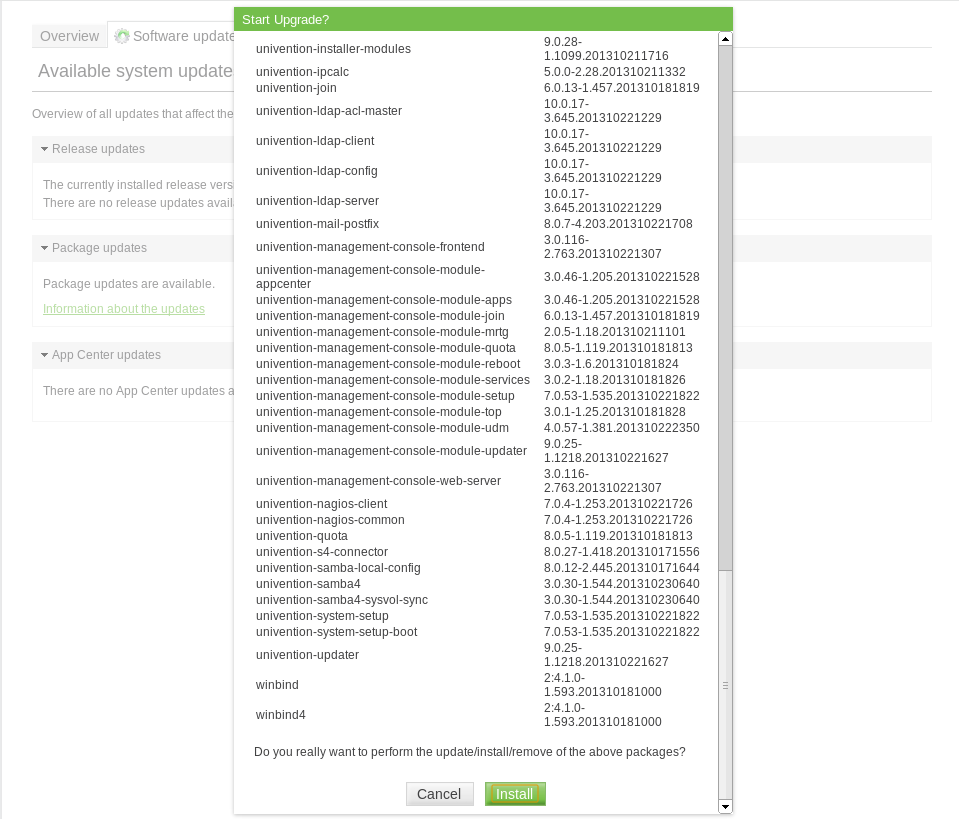 Start Upgrade?
Overview
Software update
Available system update
Overview of all updates that affect the
Release updates
The currently installed release vers
There are no release updates avail
Package updates
Package updates are available.
Information about the updates
App Center updates
There are no App Center updates a
univention-installer-modules 9.0.28-
1.1099.201310211716
univention-ipcalc 5.0.0-2.28.201310211332
univention-join 6.0.13-1.457.201310181819
univention-ldap-acl-master 10.0.17-
3.645.201310221229
univention-ldap-client 10.0.17-
3.645.201310221229
univention-ldap-config 10.0.17-
3.645.201310221229
univention-ldap-server 10.0.17-
3.645.201310221229
univention-mail-postfix 8.0.7-4.203.201310221708
univention-management-console-frontend 3.0.116-
2.763.201310221307
univention-management-console-module-
appcenter 3.0.46-1.205.201310221528
univention-management-console-module-apps 3.0.46-1.205.201310221528
univention-management-console-module-join 6.0.13-1.457.201310181819
univention-management-console-module-mrtg 2.0.5-1.18.201310211101
univention-management-console-module-quota 8.0.5-1.119.201310181813
univention-management-console-module-reboot 3.0.3-1.6.201310181824
univention-management-console-module-services 3.0.2-1.18.201310181826
univention-management-console-module-setup 7.0.53-1.535.201310221822
univention-management-console-module-top 3.0.1-1.25.201310181828
univention-management-console-module-udm 4.0.57-1.381.201310222350
univention-management-console-module-updater 9.0.25-
1.1218.201310221627
univention-management-console-web-server 3.0.116-
2.763.201310221307
univention-nagios-client 7.0.4-1.253.201310221726
univention-nagios-common 7.0.4-1.253.201310221726
univention-quota 8.0.5-1.119.201310181813
univention-s4-connector 8.0.27-1.418.201310171556
univention-samba-local-config 8.0.12-2.445.201310171644
univention-samba4 3.0.30-1.544.201310230640
univention-samba4-sysvol-sync 3.0.30-1.544.201310230640
univention-system-setup 7.0.53-1.535.201310221822
univention-system-setup-boot 7.0.53-1.535.201310221822
univention-updater 9.0.25-
1.1218.201310221627
winbind 2:4.1.0-
1.593.201310181000
winbind4 2:4.1.0-
1.593.201310181000
Do you really want to perform the update/install/remove of the above packages?
Cancel
Install